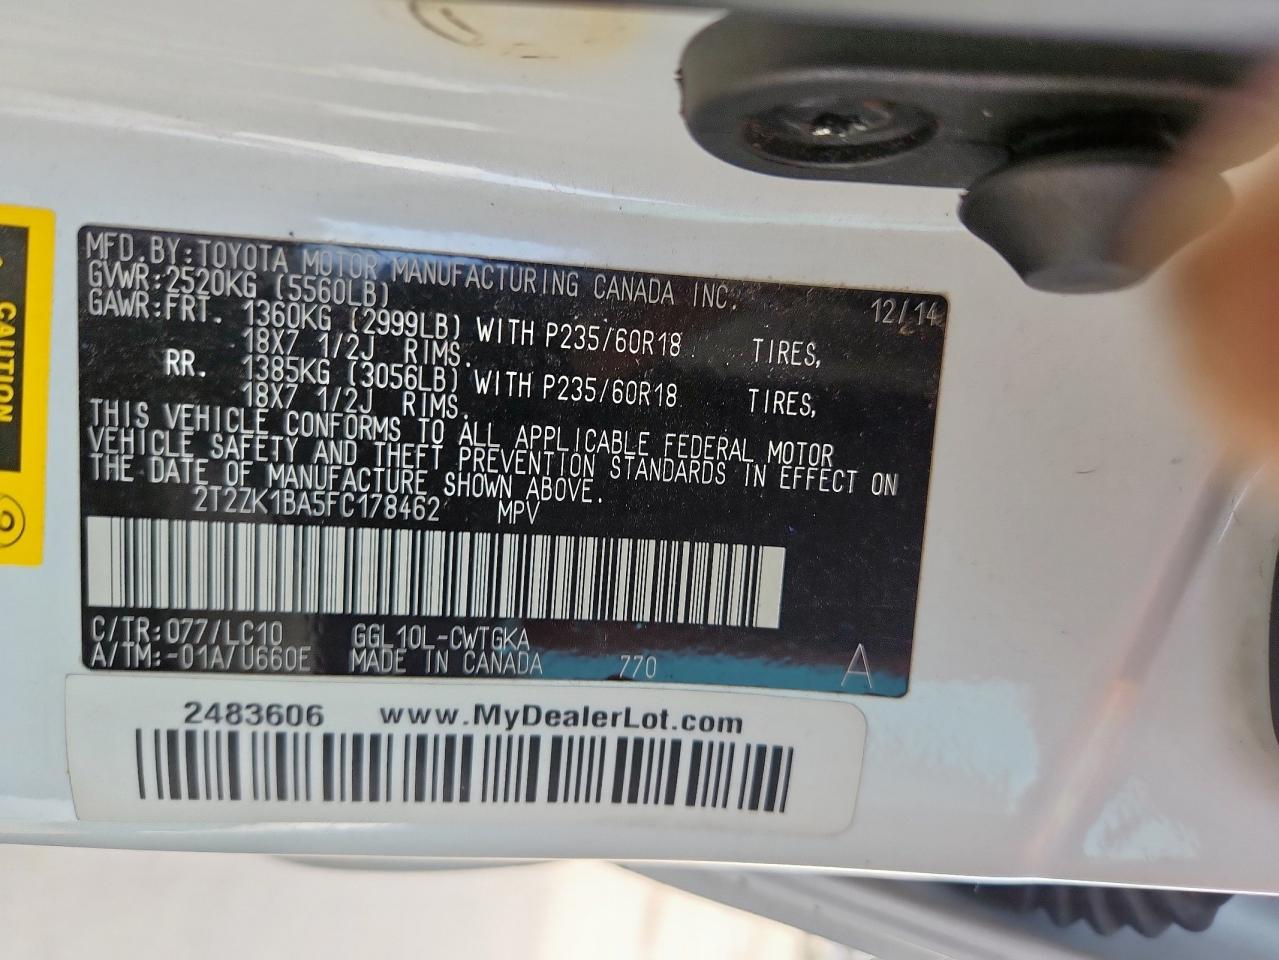 MFD.BY:TOYOTA MOTOR MANUFACTURING CANADA INC. 12/14
GVWR:2520KG (5560LB)
GAWR:FRT. 1360KG (2999LB) WITH P235/60R18 TIRES,
18X7 1/2J RIMS.
RR. 1385KG (3056LB) WITH P235/60R18 TIRES,
18X7 1/2J RIMS.
THIS VEHICLE CONFORMS TO ALL APPLICABLE FEDERAL MOTOR
VEHICLE SAFETY AND THEFT PREVENTION STANDARDS IN EFFECT ON
THE DATE OF MANUFACTURE SHOWN ABOVE.
2T2ZK1BA5FC178462 MPV
C/TR:077/LC10 GGL10L-CWTGKA
A/TM:-01A/U660E MADE IN CANADA 770 A
2483606 www.MyDealerLot.com
CAUTION